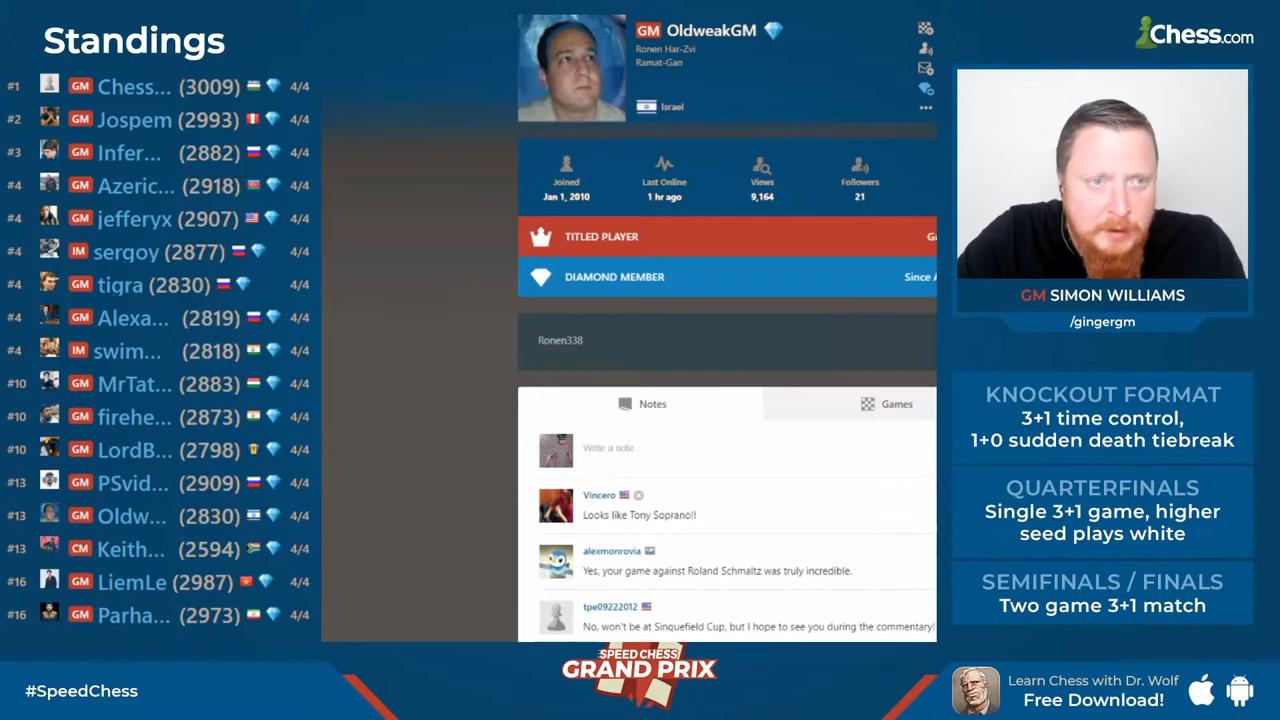 Standings
#1 GM Chess... (3009) 4/4
#2 GM Jospem (2993) 4/4
#3 GM Infer... (2882) 4/4
#4 GM Azeric... (2918) 4/4
#4 GM jefferyx (2907) 4/4
#4 IM sergoy (2877) 4/4
#4 GM tigra (2830) 4/4
#4 GM Alexa... (2819) 4/4
#4 IM swim... (2818) 4/4
#10 GM MrTat... (2883) 4/4
#10 GM firehe... (2873) 4/4
#10 GM LordB... (2798) 4/4
#13 GM PSvid... (2909) 4/4
#13 GM Oldw... (2830) 4/4
#13 CM Keith... (2594) 4/4
#16 GM LiemLe (2987) 4/4
#16 GM Parha... (2973) 4/4
#SpeedChess
GM OldweakGM
Ronen Har-Zvi
Ramat-Gan
Israel
Joined Last Online Views Followers
Jan 1, 2010 1 hr ago 9,164 21
TITLED PLAYER
DIAMOND MEMBER Since
Ronen338
Notes Games
Write a note...
Vincero
Looks like Tony Soprano!!
alexmonrovia
Yes, your game against Roland Schmaltz was truly incredible.
tpe09222012
No, won't be at Sinquefield Cup, but I hope to see you during the commentary!
SPEED CHESS
GRAND PRIX
Chess.com
GM SIMON WILLIAMS
/gingergm
KNOCKOUT FORMAT
3+1 time control,
1+0 sudden death tiebreak
QUARTERFINALS
Single 3+1 game, higher
seed plays white
SEMIFINALS / FINALS
Two game 3+1 match
Learn Chess with Dr. Wolf
Free Download!